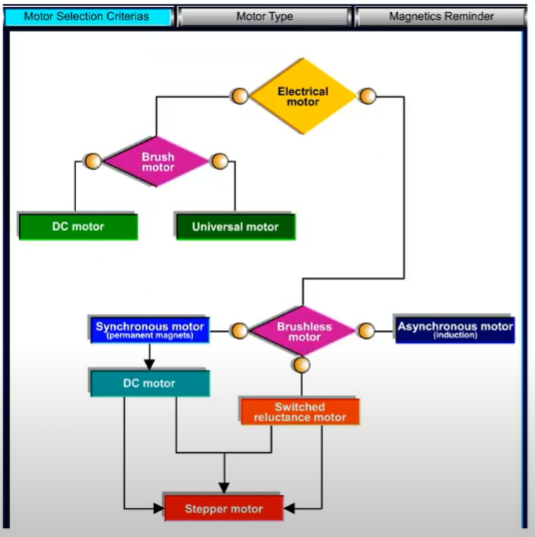 Motor Selection Criterias
Motor Type
Magnetics Reminder
Electrical
motor
Brush
motor
DC motor
Universal motor
Synchronous motor
(permanent magnets)
Brushless
motor
Asynchronous motor
(induction)
DC motor
Switched
reluctance motor
Stepper motor